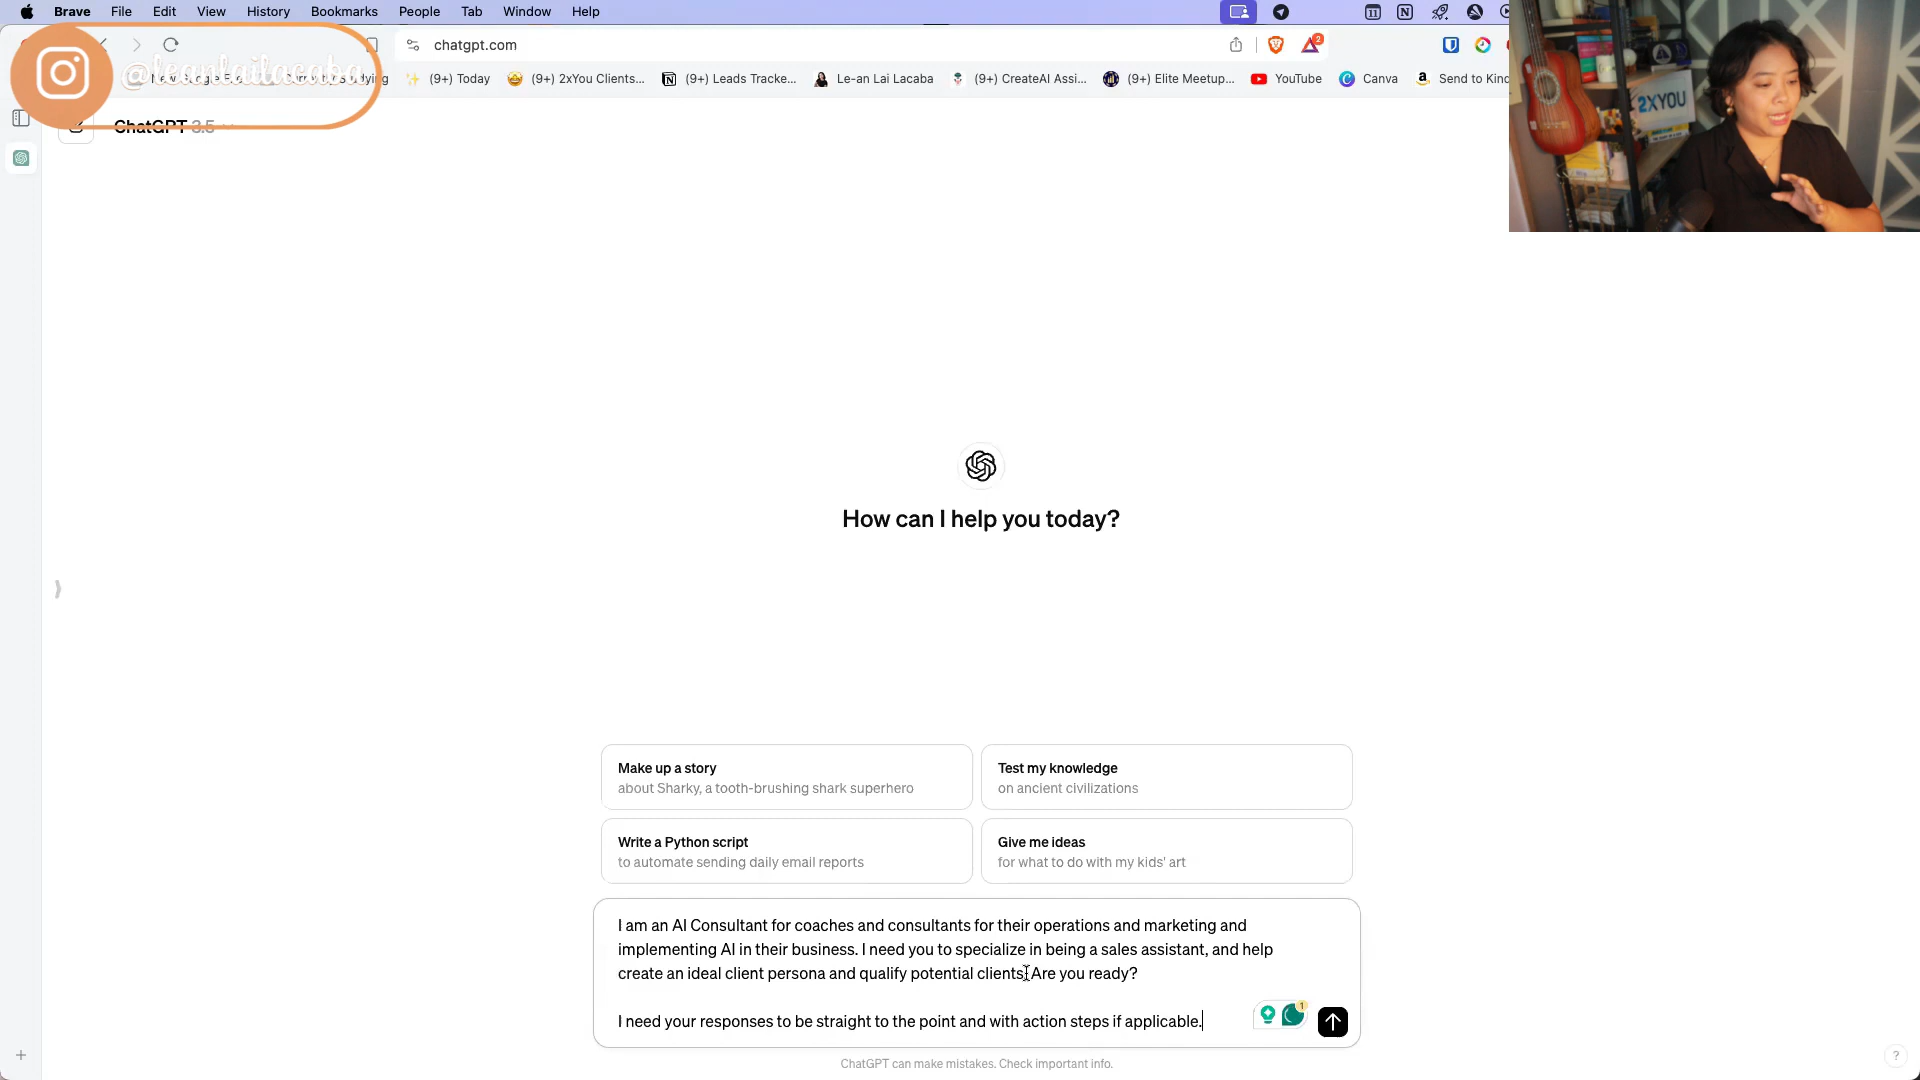 Brave File Edit View History Bookmarks People Tab Window Help
chatgpt.com
2
@leanlailacaba
(9+) Today
(9+) 2xYou Clients...
(9+) Leads Tracke...
Le-an Lai Lacaba
(9+) CreateAI Assi...
(9+) Elite Meetup...
YouTube
Canva
Send to Kind
2XYOU
ChatGPT 3.5
How can I help you today?
Make up a story
about Sharky, a tooth-brushing shark superhero
Test my knowledge
on ancient civilizations
Write a Python script
to automate sending daily email reports
Give me ideas
for what to do with my kids' art
I am an AI Consultant for coaches and consultants for their operations and marketing and
implementing AI in their business. I need you to specialize in being a sales assistant, and help
create an ideal client persona and qualify potential clients. Are you ready?
I need your responses to be straight to the point and with action steps if applicable.
1
ChatGPT can make mistakes. Check important info.
?